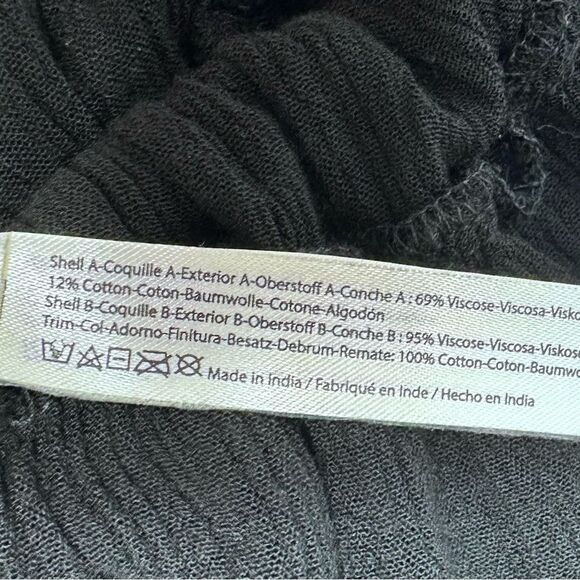 Shell A-Coquille A-Exterior A-Oberstoff A-Conche A : 69% Viscose-Viscosa-Visko
12% Cotton-Coton-Baumwolle-Cotone-Algodón
Shell B-Coquille B-Exterior B-Oberstoff B-Conche B : 95% Viscose-Viscosa-Viskose
Trim-Col-Adorno-Finitura-Besatz-Debrum-Remate: 100% Cotton-Coton-Baumwo
Made in India / Fabriqué en Inde / Hecho en India